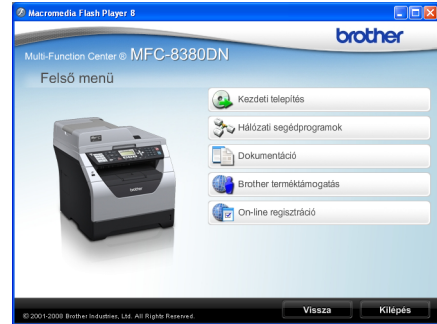 Macromedia Flash Player 8
brother
Multi-Function Center ® MFC-8380DN
Felső menü
Kezdeti telepítés
Hálózati segédprogramok
Dokumentáció
Brother terméktámogatás
On-line regisztráció
Vissza
Kilépés
© 2001-2008 Brother Industries, Ltd. All Rights Reserved.